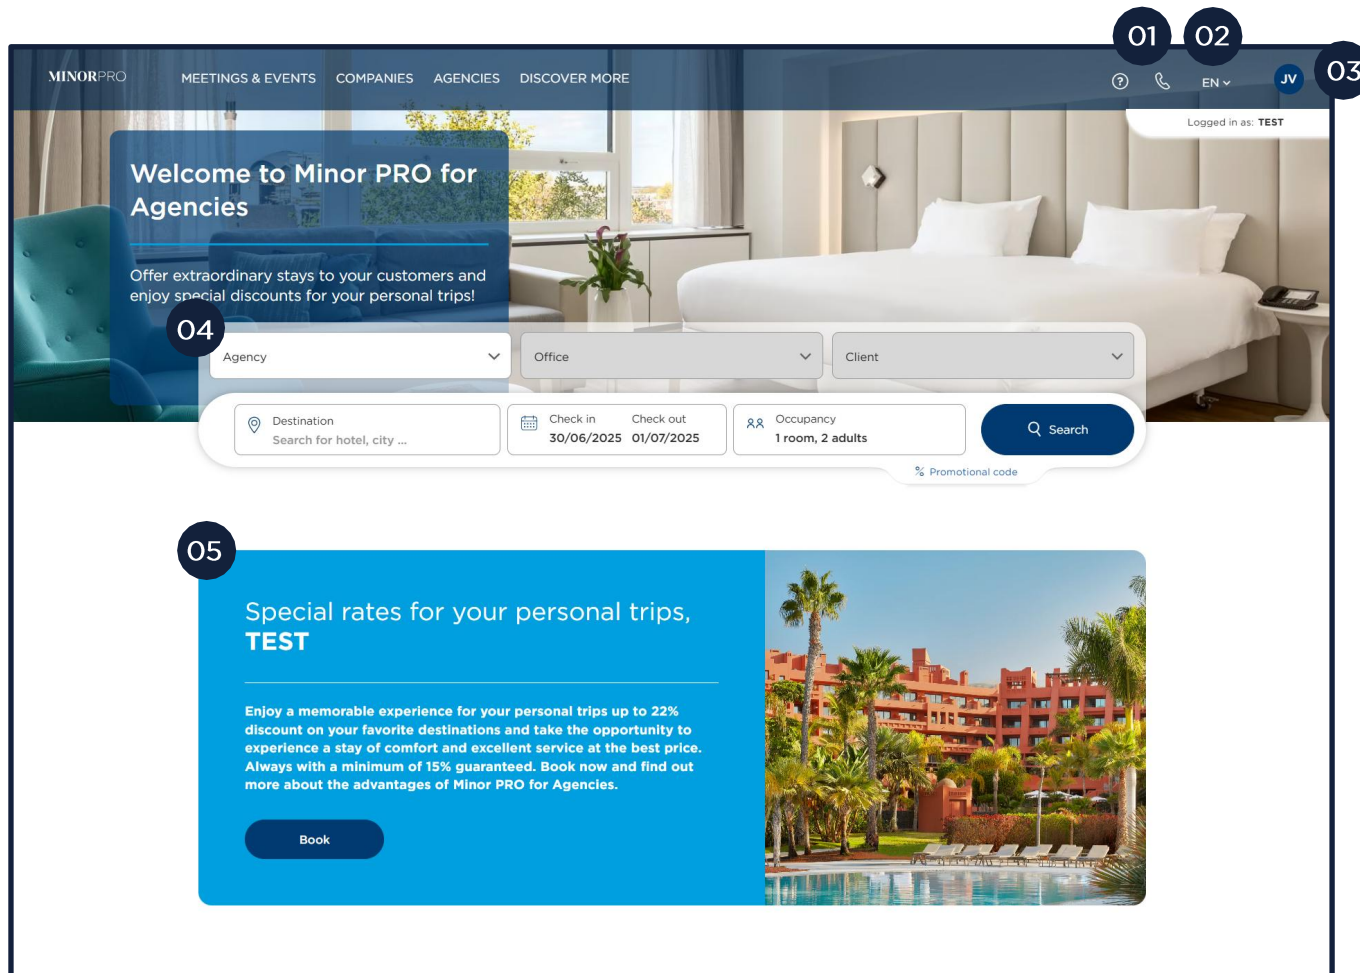 01 02
03
MINORPRO MEETINGS & EVENTS COMPANIES AGENCIES DISCOVER MORE ? EN JV
Logged in as: TEST
Welcome to Minor PRO for
Agencies
Offer extraordinary stays to your customers and
enjoy special discounts for your personal trips!
04
Agency Office Client
Destination Check in Check out Occupancy
Search for hotel, city ... 30/06/2025 01/07/2025 1 room, 2 adults
Search
% Promotional code
05
Special rates for your personal trips,
TEST
Enjoy a memorable experience for your personal trips up to 22%
discount on your favorite destinations and take the opportunity to
experience a stay of comfort and excellent service at the best price.
Always with a minimum of 15% guaranteed. Book now and find out
more about the advantages of Minor PRO for Agencies.
Book